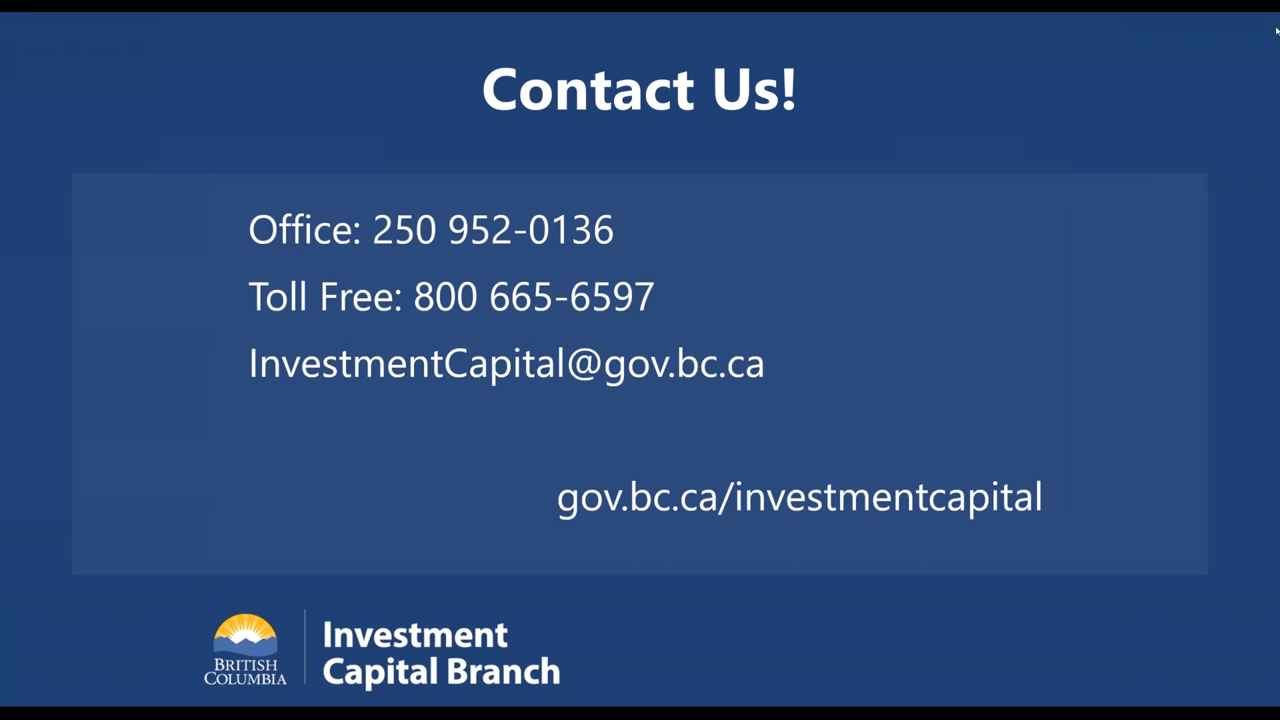 Contact Us!
Office: 250 952-0136
Toll Free: 800 665-6597
InvestmentCapital@gov.bc.ca
gov.bc.ca/investmentcapital
BRITISH
COLUMBIA
Investment
Capital Branch